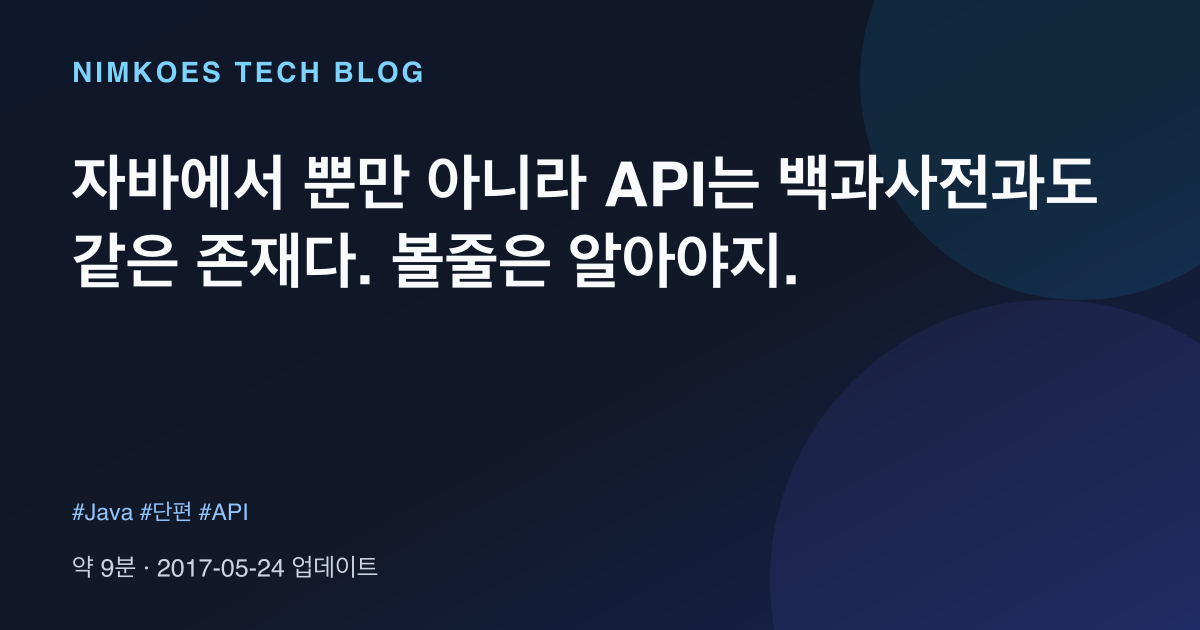 NIMKOES TECH BLOG
자바에서 뿐만 아니라 API는 백과사전과도
같은 존재다. 볼줄은 알아야지.
#Java #단편 #API
약 9분 · 2017-05-24 업데이트